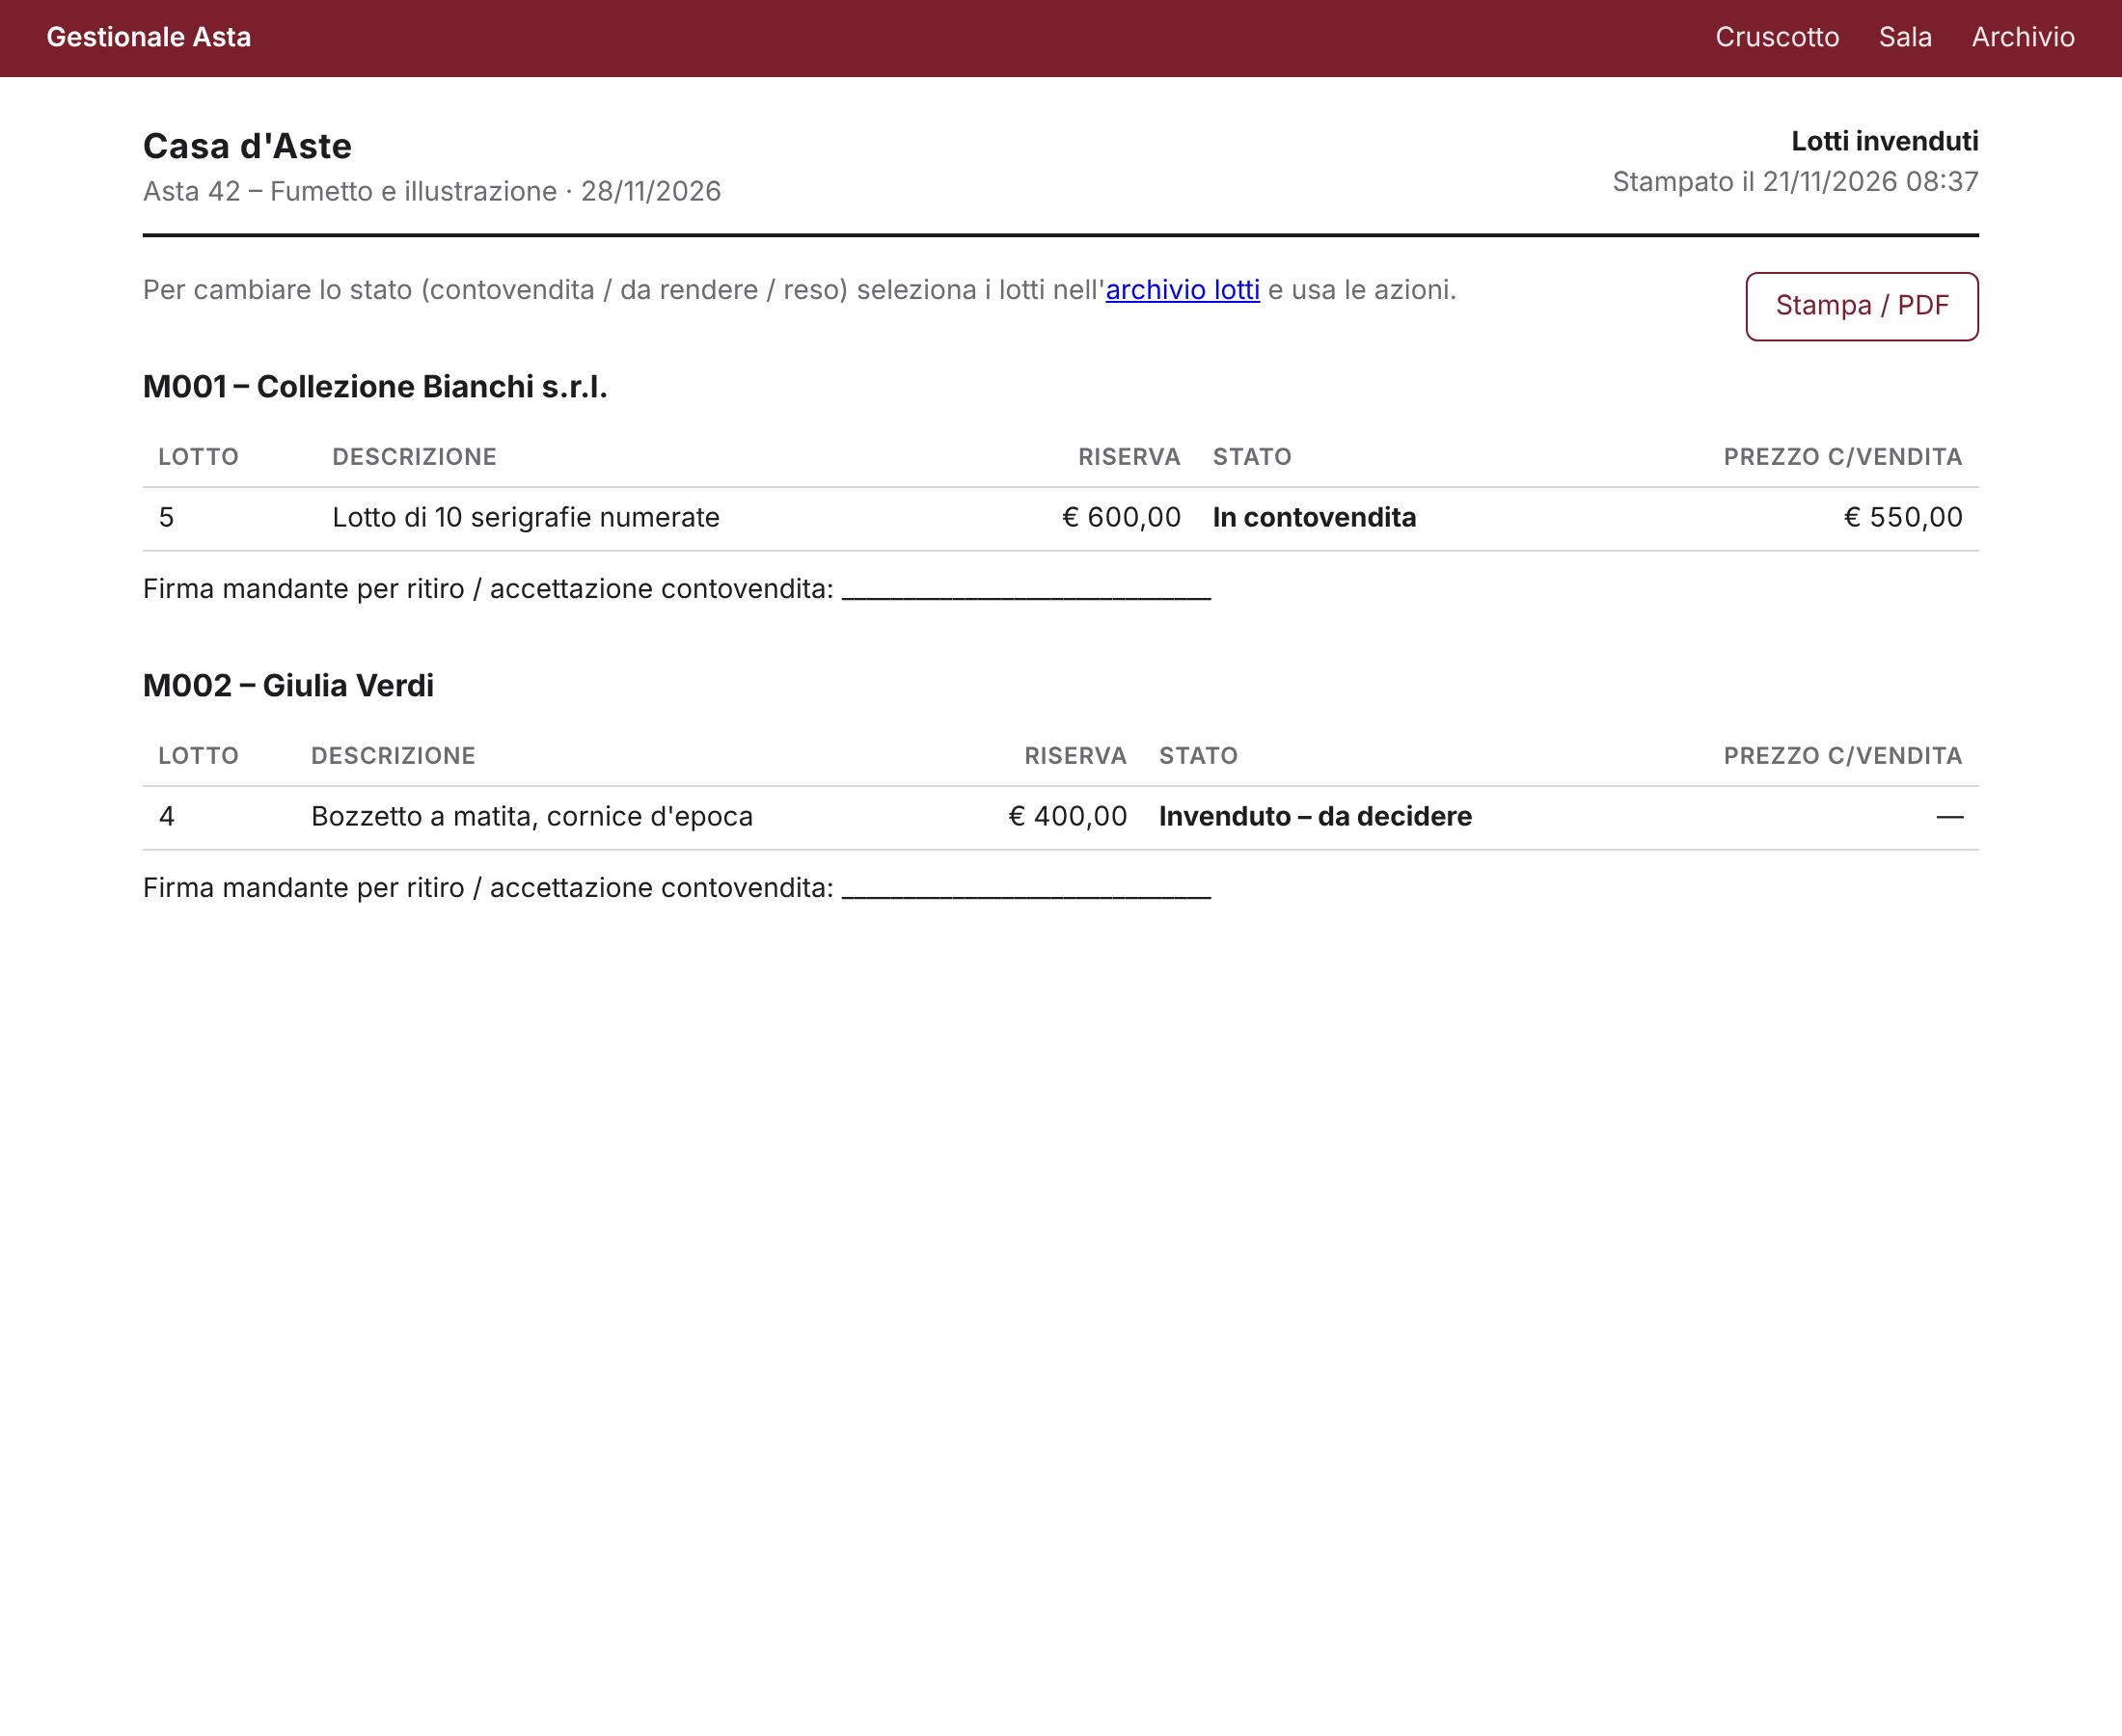 Gestionale Asta Cruscotto Sala Archivio
Casa d'Aste
Asta 42 – Fumetto e illustrazione · 28/11/2026
Lotti invenduti
Stampato il 21/11/2026 08:37
Per cambiare lo stato (contovendita / da rendere / reso) seleziona i lotti nell'archivio lotti e usa le azioni.
Stampa / PDF
M001 – Collezione Bianchi s.r.l.
LOTTO DESCRIZIONE RISERVA STATO PREZZO C/VENDITA
5 Lotto di 10 serigrafie numerate € 600,00 In contovendita € 550,00
Firma mandante per ritiro / accettazione contovendita: ______________________________
M002 – Giulia Verdi
LOTTO DESCRIZIONE RISERVA STATO PREZZO C/VENDITA
4 Bozzetto a matita, cornice d'epoca € 400,00 Invenduto – da decidere —
Firma mandante per ritiro / accettazione contovendita: ______________________________